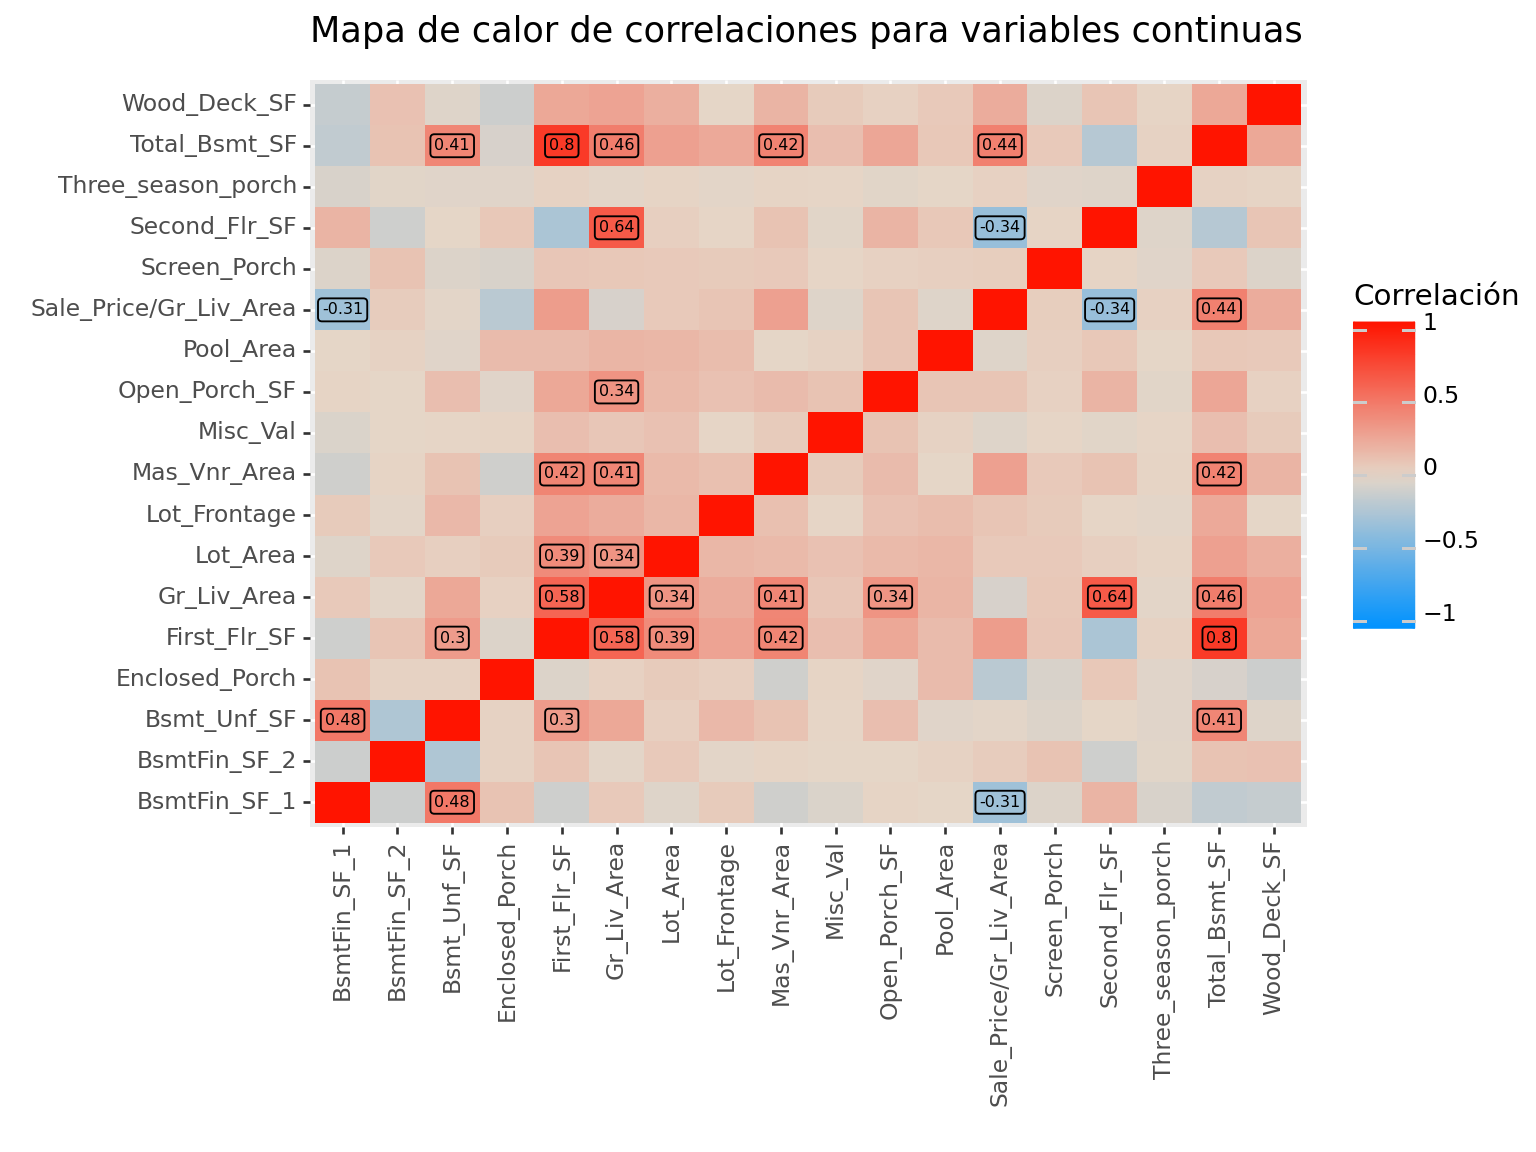 Mapa de calor de correlaciones para variables continuas
Wood_Deck_SF
Total_Bsmt_SF
0.41
0.8
0.46
0.42
0.44
Three_season_porch
Second_Flr_SF
0.64
-0.34
Screen_Porch
Sale_Price/Gr_Liv_Area
-0.31
-0.34
0.44
Pool_Area
Open_Porch_SF
0.34
Misc_Val
Mas_Vnr_Area
0.42
0.41
0.42
Lot_Frontage
Lot_Area
0.39
0.34
Gr_Liv_Area
0.58
0.34
0.41
0.34
0.64
0.46
First_Flr_SF
0.3
0.58
0.39
0.42
0.8
Enclosed_Porch
Bsmt_Unf_SF
0.48
0.3
0.41
BsmtFin_SF_2
BsmtFin_SF_1
0.48
-0.31
BsmtFin_SF_1
BsmtFin_SF_2
Bsmt_Unf_SF
Enclosed_Porch
First_Flr_SF
Gr_Liv_Area
Lot_Area
Lot_Frontage
Mas_Vnr_Area
Misc_Val
Open_Porch_SF
Pool_Area
Sale_Price/Gr_Liv_Area
Screen_Porch
Second_Flr_SF
Three_season_porch
Total_Bsmt_SF
Wood_Deck_SF
Correlación
1
0.5
0
−0.5
−1